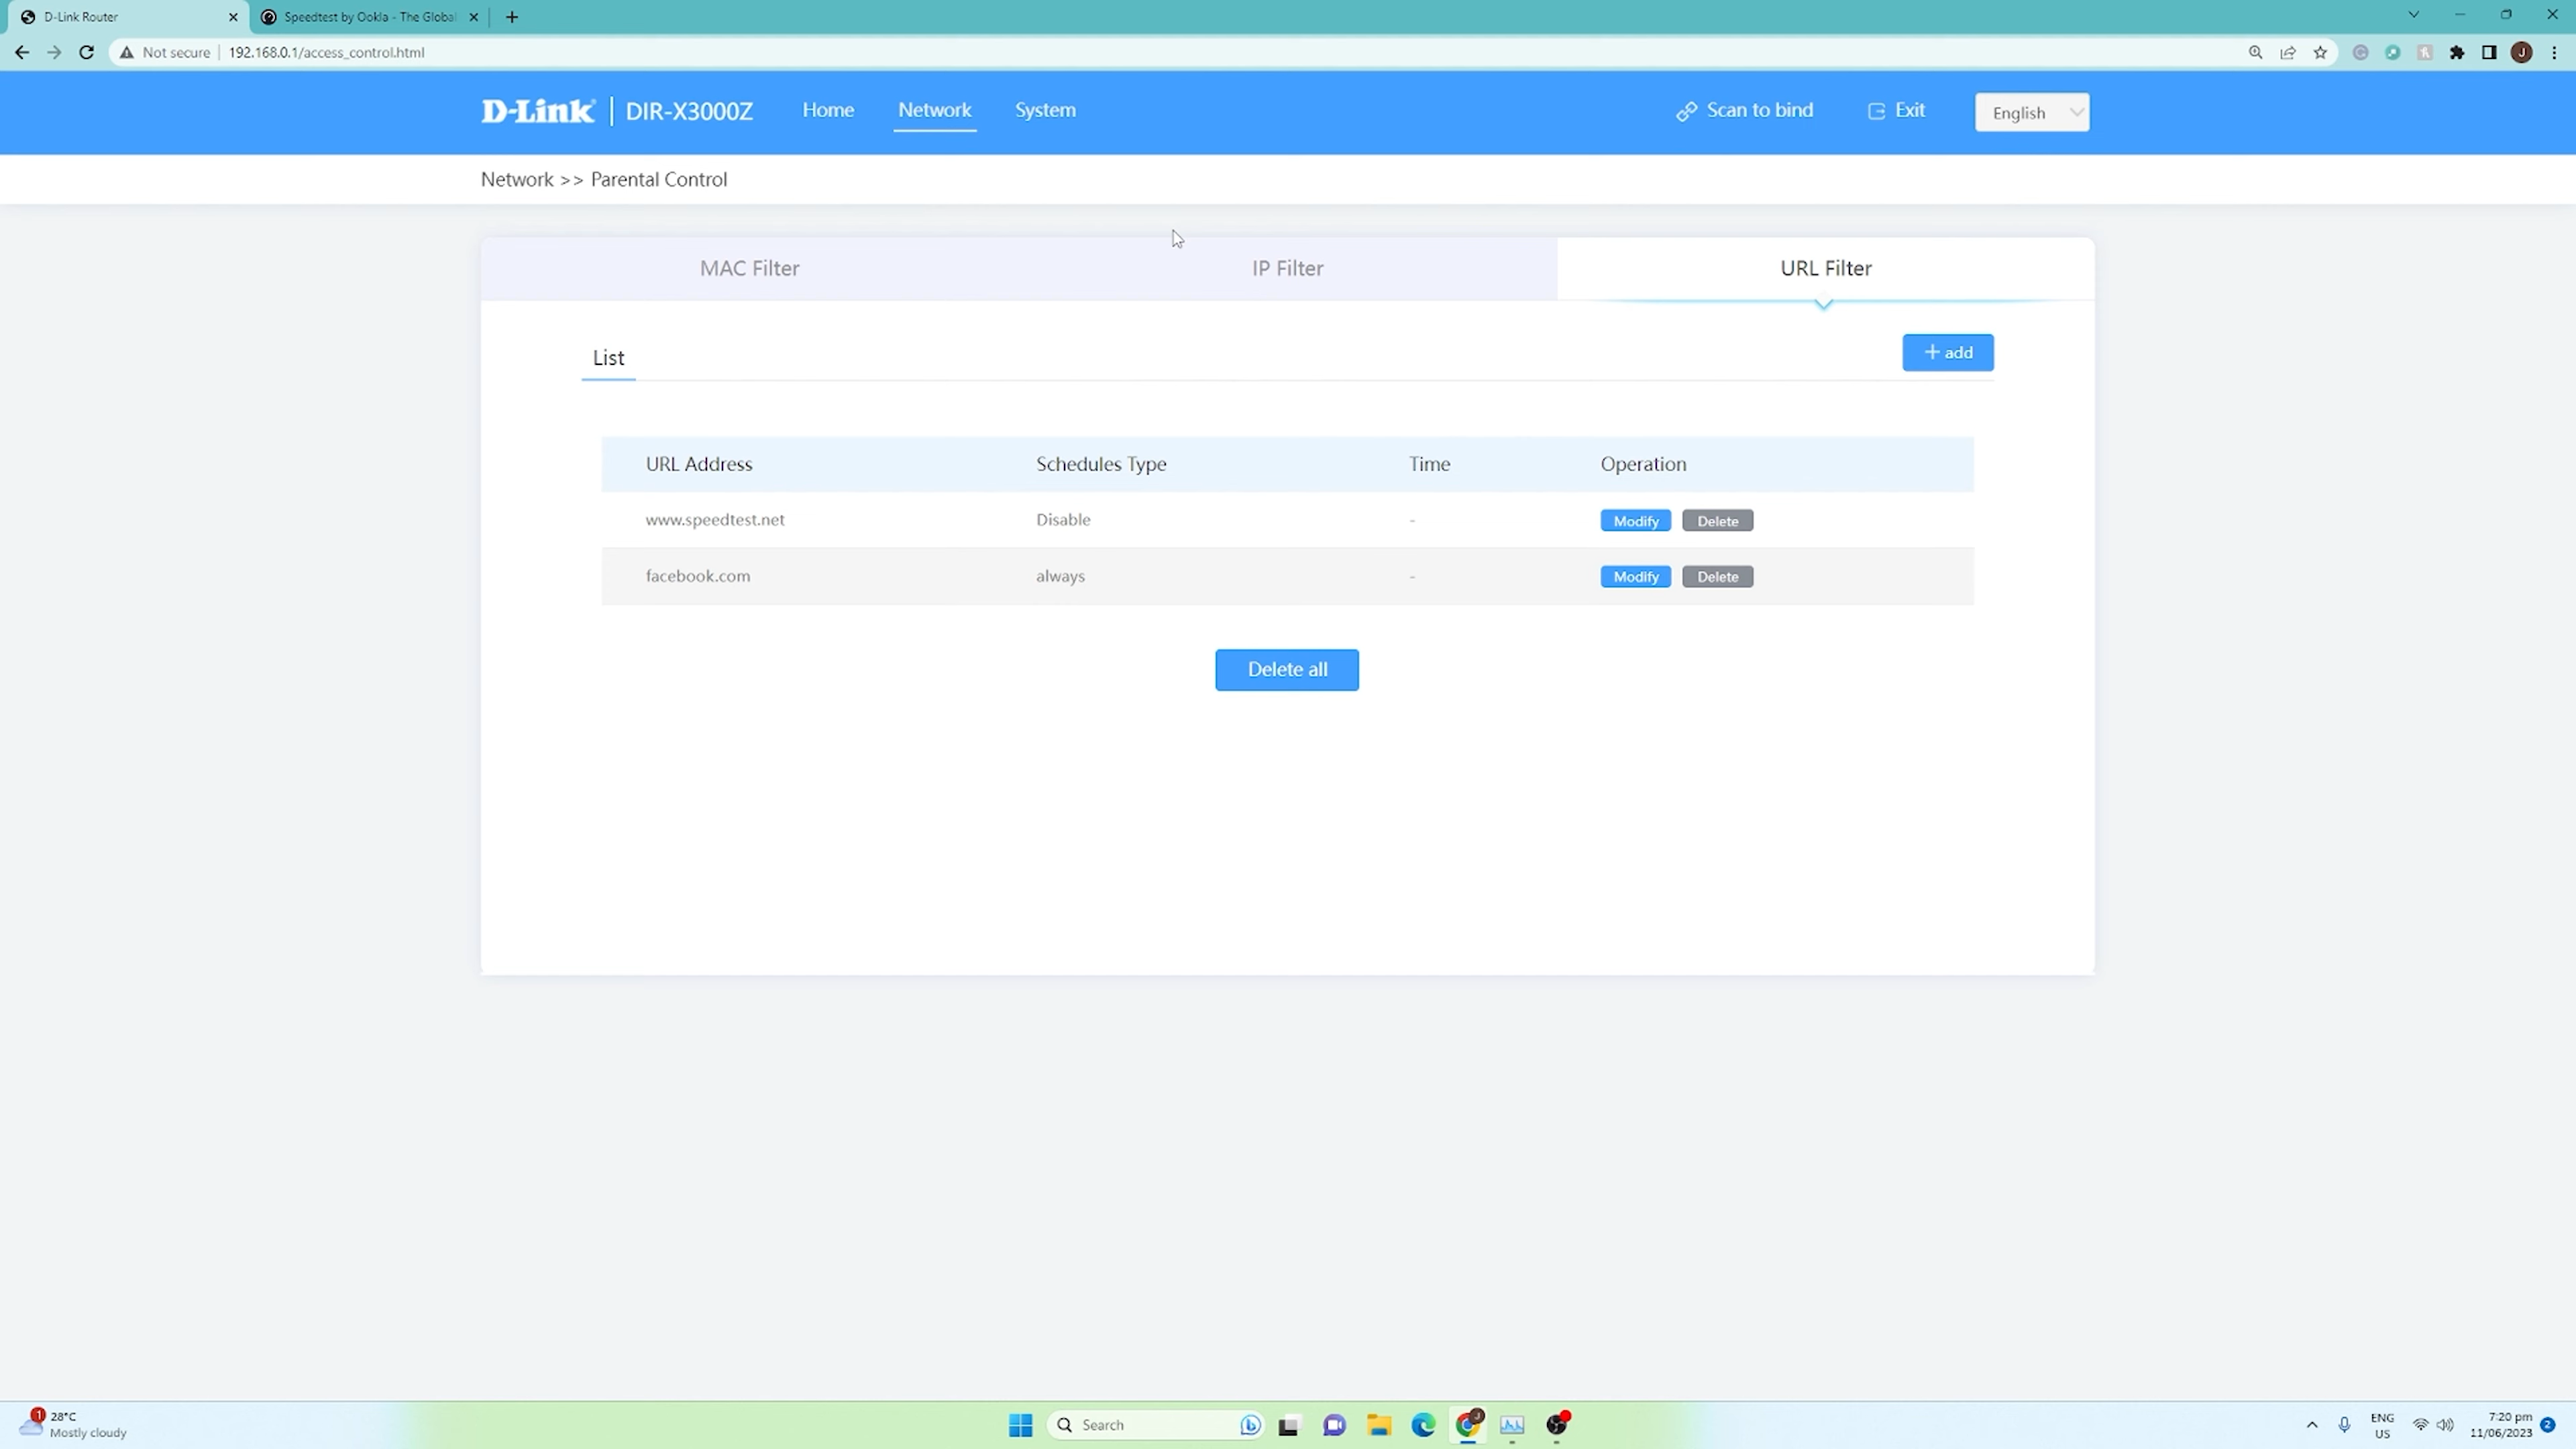 D-Link Router
Speedtest by Ookla - The Global
Not secure 192.168.0.1/access_control.html
D-Link DIR-X3000Z Home Network System Scan to bind Exit English
Network >> Parental Control
MAC Filter IP Filter URL Filter
List + add
URL Address Schedules Type Time Operation
www.speedtest.net Disable - Modify Delete
facebook.com always - Modify Delete
Delete all
1 28°C
Mostly cloudy
Search
J
ENG
US
7:20 pm
11/06/2023
2